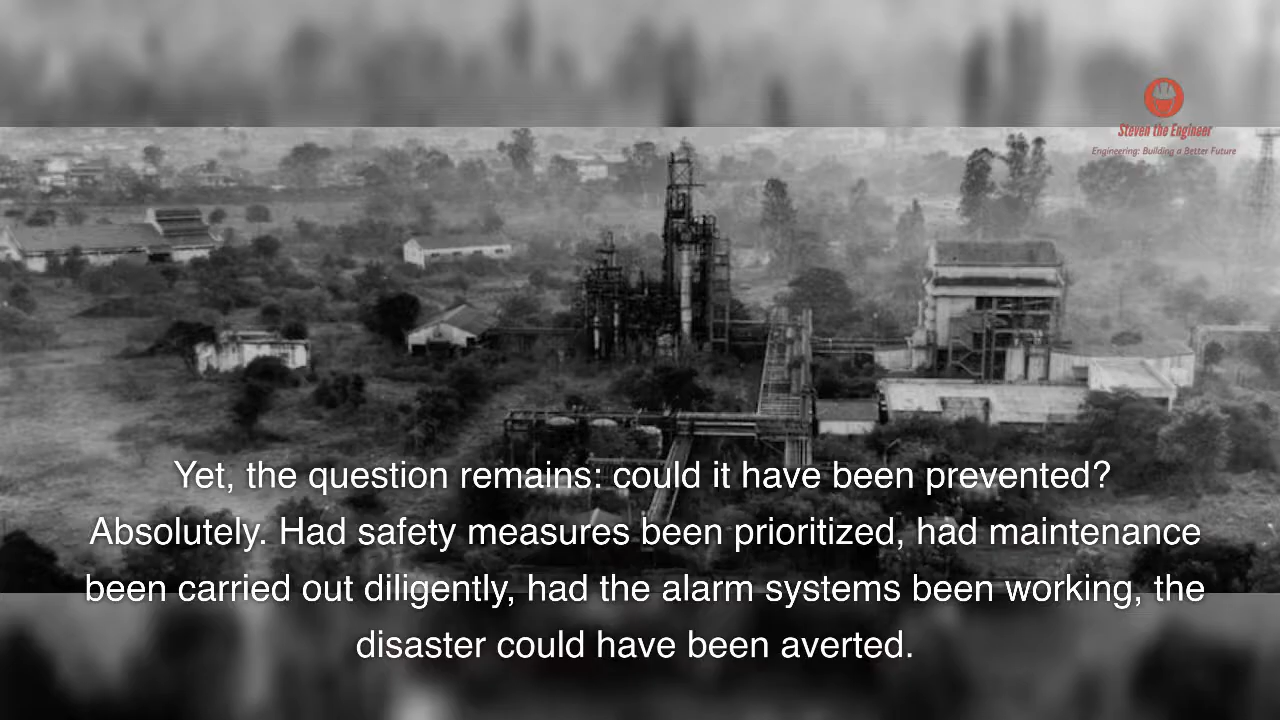 Steven the Engineer
Engineering: Building a Better Future
Yet, the question remains: could it have been prevented?
Absolutely. Had safety measures been prioritized, had maintenance
been carried out diligently, had the alarm systems been working, the
disaster could have been averted.